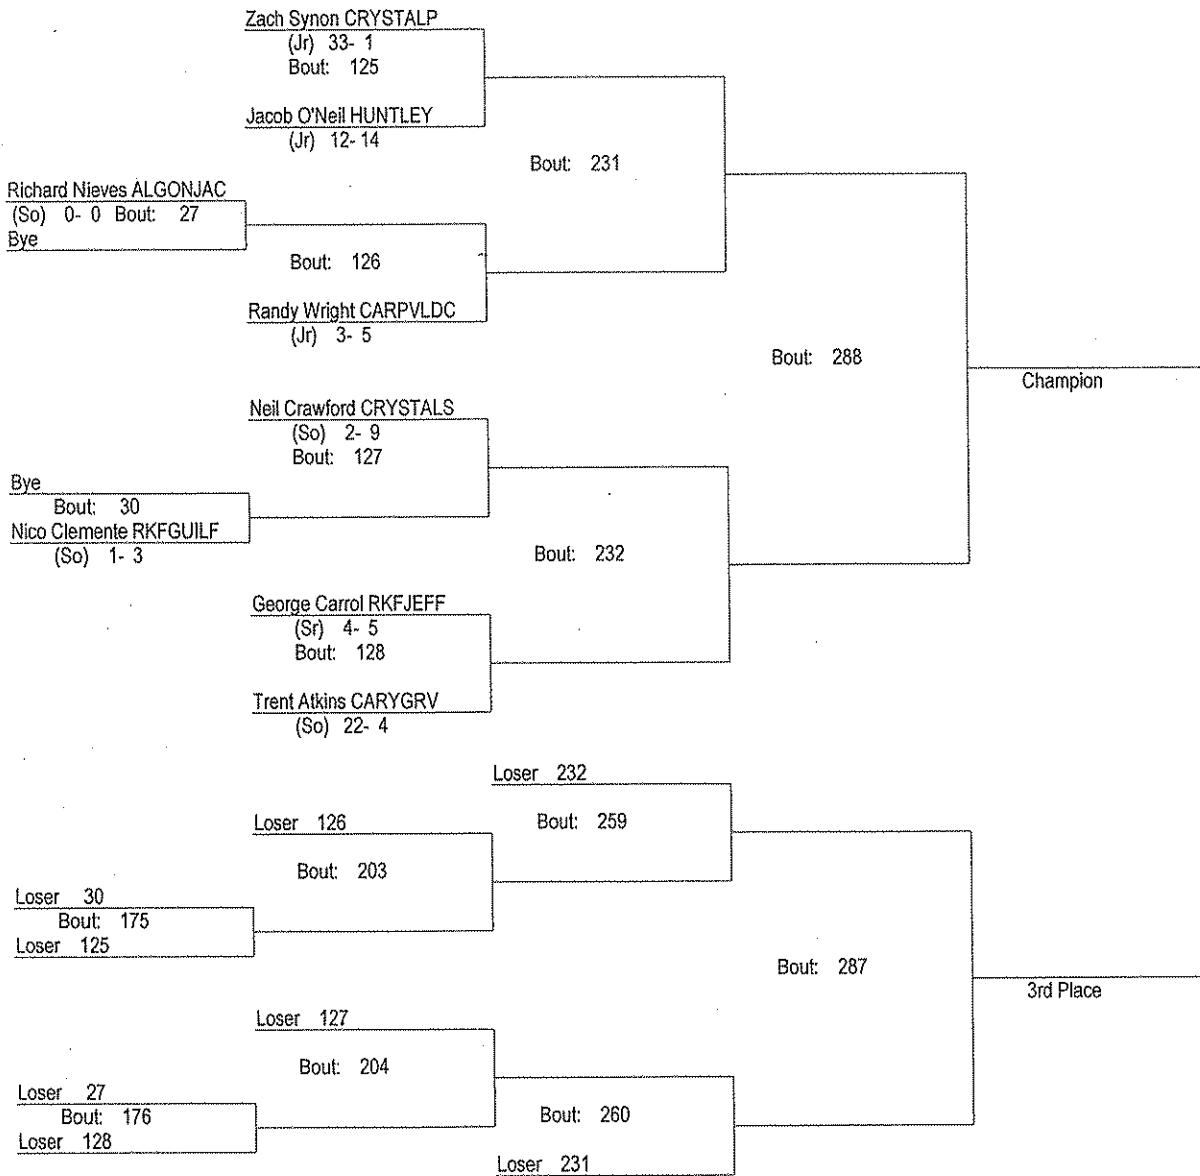 Zach Synon CRYSTALP
(Jr) 33- 1
Bout: 125
Jacob O'Neil HUNTLEY
(Jr) 12- 14
Bout: 231
Richard Nieves ALGONJAC
(So) 0- 0 Bout: 27
Bye
Bout: 126
Randy Wright CARPVLDC
(Jr) 3- 5
Bout: 288
Champion
Neil Crawford CRYSTALS
(So) 2- 9
Bout: 127
Bye
Bout: 30
Nico Clemente RKFGUILF
(So) 1- 3
Bout: 232
George Carrol RKFJEFF
(Sr) 4- 5
Bout: 128
Trent Atkins CARYGRV
(So) 22- 4
Loser 232
Bout: 259
Loser 126
Bout: 203
Loser 30
Bout: 175
Loser 125
Bout: 287
3rd Place
Loser 127
Bout: 204
Loser 27
Bout: 176
Loser 128
Bout: 260
Loser 231